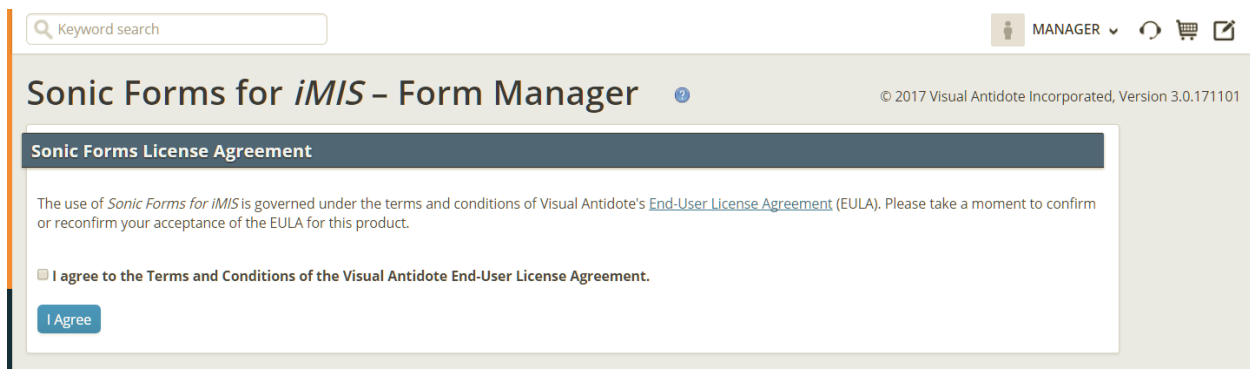 Keyword search
MANAGER
Sonic Forms for iMIS – Form Manager ?
© 2017 Visual Antidote Incorporated, Version 3.0.171101
Sonic Forms License Agreement
The use of Sonic Forms for iMIS is governed under the terms and conditions of Visual Antidote's End-User License Agreement (EULA). Please take a moment to confirm
or reconfirm your acceptance of the EULA for this product.
I agree to the Terms and Conditions of the Visual Antidote End-User License Agreement.
I Agree